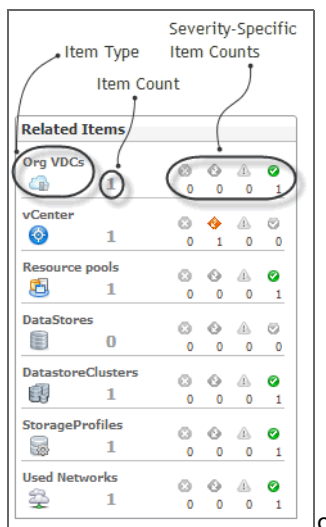 Severity-Specific
Item Type Item Counts
Item Count
Related Items
Org VDCs
1 0 0 0 1
vCenter
1 0 1 0 0
Resource pools
1 0 0 0 1
DataStores
0 0 0 0 0
DatastoreClusters
1 0 0 0 1
StorageProfiles
1 0 0 0 1
Used Networks
1 0 0 0 1